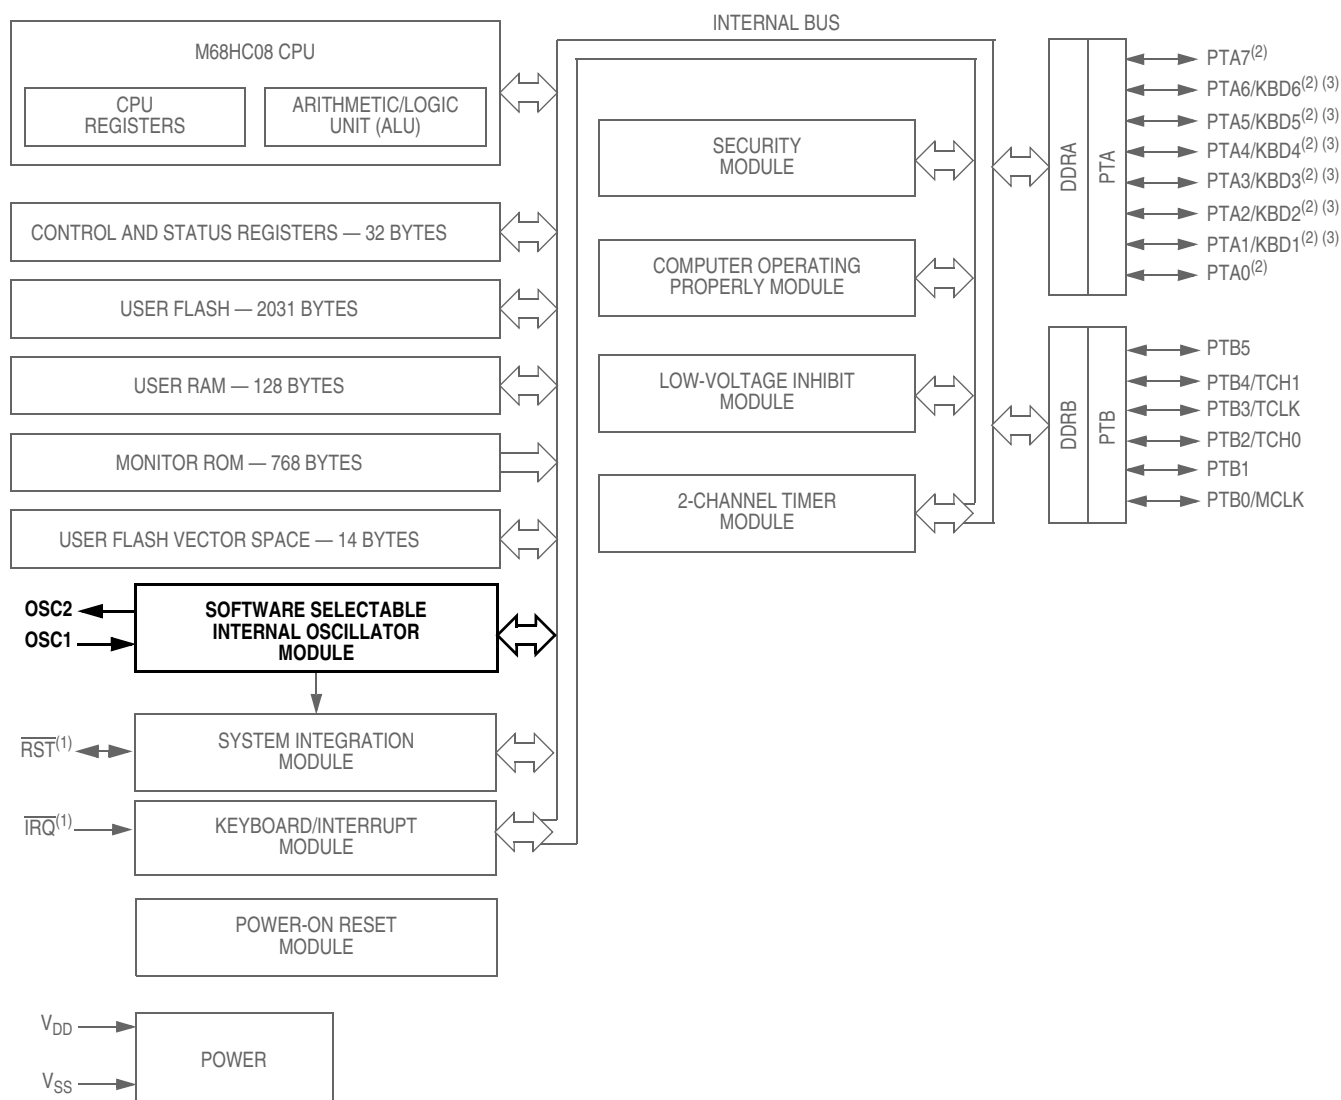 INTERNAL BUS
M68HC08 CPU
CPU
REGISTERS
ARITHMETIC/LOGIC
UNIT (ALU)
CONTROL AND STATUS REGISTERS — 32 BYTES
USER FLASH — 2031 BYTES
USER RAM — 128 BYTES
MONITOR ROM — 768 BYTES
USER FLASH VECTOR SPACE — 14 BYTES
OSC2
OSC1
SOFTWARE SELECTABLE
INTERNAL OSCILLATOR
MODULE
RST(1)
SYSTEM INTEGRATION
MODULE
IRQ(1)
KEYBOARD/INTERRUPT
MODULE
POWER-ON RESET
MODULE
VDD
VSS
POWER
SECURITY
MODULE
COMPUTER OPERATING
PROPERLY MODULE
LOW-VOLTAGE INHIBIT
MODULE
2-CHANNEL TIMER
MODULE
DDRA
PTA
PTA7(2)
PTA6/KBD6(2) (3)
PTA5/KBD5(2) (3)
PTA4/KBD4(2) (3)
PTA3/KBD3(2) (3)
PTA2/KBD2(2) (3)
PTA1/KBD1(2) (3)
PTA0(2)
DDRB
PTB
PTB5
PTB4/TCH1
PTB3/TCLK
PTB2/TCH0
PTB1
PTB0/MCLK